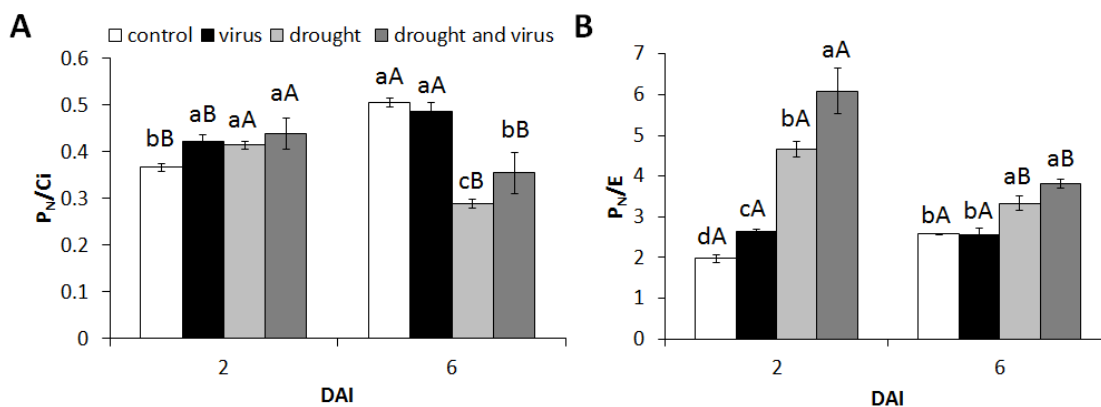 A
control virus drought drought and virus
P_N/Ci
0.6
0.5
0.4
0.3
0.2
0.1
0
bB aB aA aA
aA aA cB bB
2 6
DAI
B
P_N/E
7
6
5
4
3
2
1
0
dA cA bA aA
bA bA aB aB
2 6
DAI